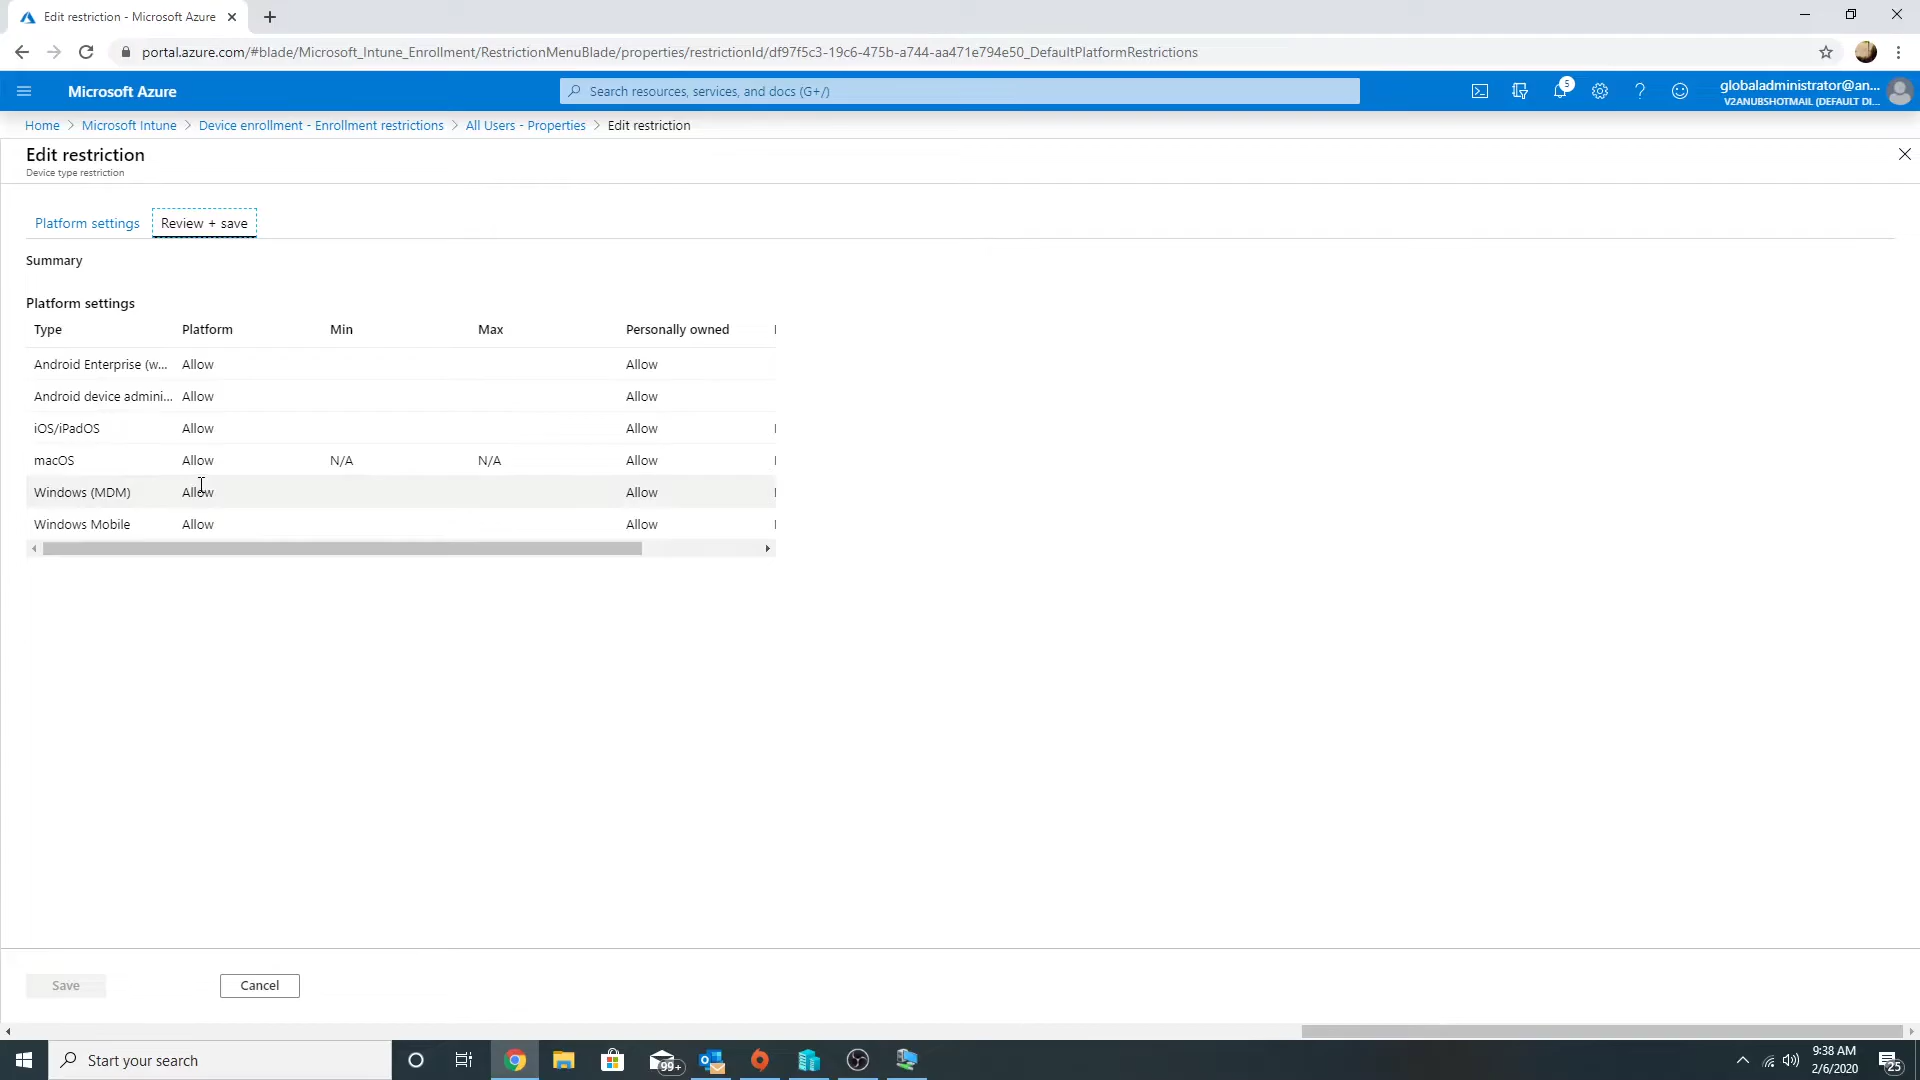 Edit restriction - Microsoft Azure
portal.azure.com/#blade/Microsoft_Intune_Enrollment/RestrictionMenuBlade/properties/restrictionId/df97f5c3-19c6-475b-a744-aa471e794e50_DefaultPlatformRestrictions
Microsoft Azure
Search resources, services, and docs (G+/)
5
globaladministrator@an...
V2ANUBSHOTMAIL (DEFAULT DI...
Home > Microsoft Intune > Device enrollment - Enrollment restrictions > All Users - Properties > Edit restriction
Edit restriction
Device type restriction
Platform settings Review + save
Summary
Platform settings
Type Platform Min Max Personally owned
Android Enterprise (w... Allow Allow
Android device admini... Allow Allow
iOS/iPadOS Allow Allow
macOS Allow N/A N/A Allow
Windows (MDM) Allow Allow
Windows Mobile Allow Allow
Save Cancel
Start your search
99+
9:38 AM
2/6/2020
25